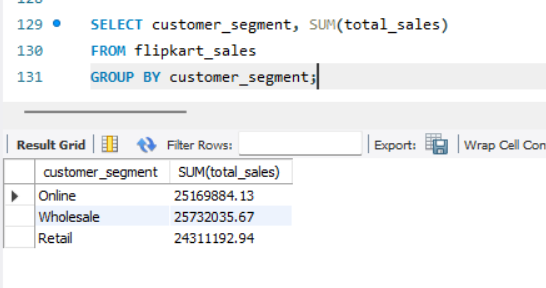 129 SELECT customer_segment, SUM(total_sales)
130 FROM flipkart_sales
131 GROUP BY customer_segment;
Result Grid Filter Rows: Export: Wrap Cell Con
customer_segment SUM(total_sales)
Online 25169884.13
Wholesale 25732035.67
Retail 24311192.94